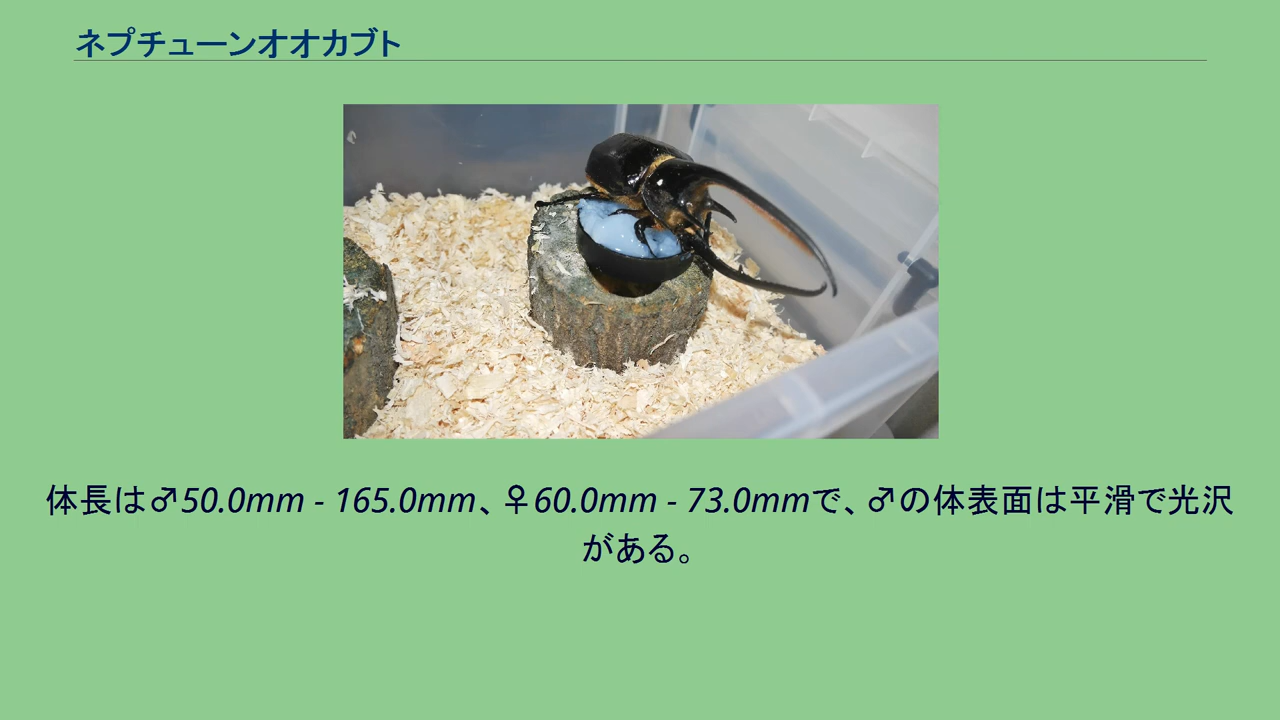 ネプチューンオオカブト
体長は♂50.0mm - 165.0mm、♀60.0mm - 73.0mmで、♂の体表面は平滑で光沢
がある。